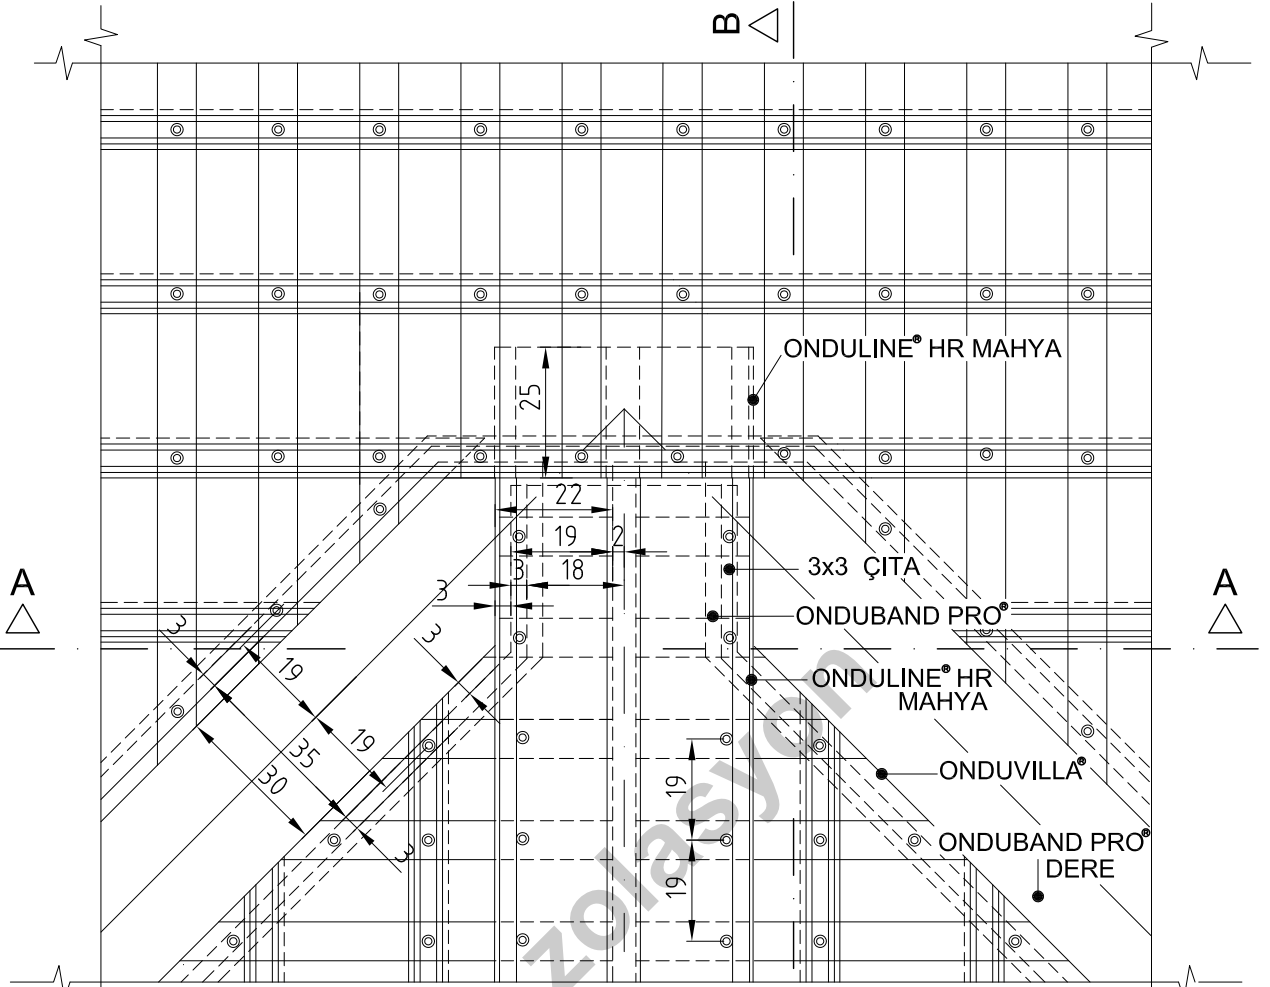 B
ONDULINE® HR MAHYA
25
22
19
2
3
18
3
3x3 ÇITA
A
A
ONDUBAND PRO®
3
3
19
ONDULINE® HR
MAHYA
35
19
30
ONDUVILLA®
19
3
ONDUBAND PRO®
DERE
19
zolasyon